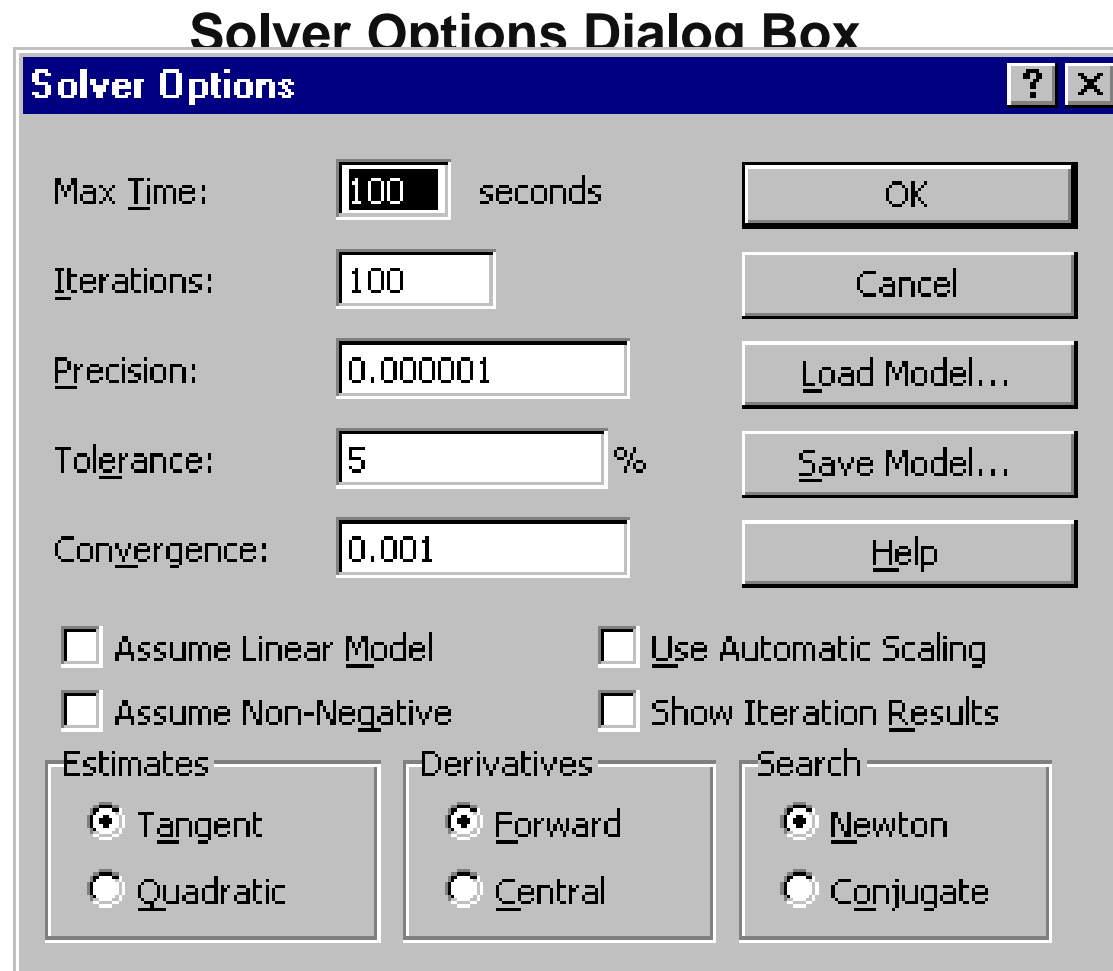 Solver Options Dialog Box
Solver Options ? X
Max Time: 100 seconds OK
Iterations: 100 Cancel
Precision: 0.000001 Load Model...
Tolerance: 5 % Save Model...
Convergence: 0.001 Help
Assume Linear Model Use Automatic Scaling
Assume Non-Negative Show Iteration Results
Estimates Derivatives Search
Tangent Forward Newton
Quadratic Central Conjugate